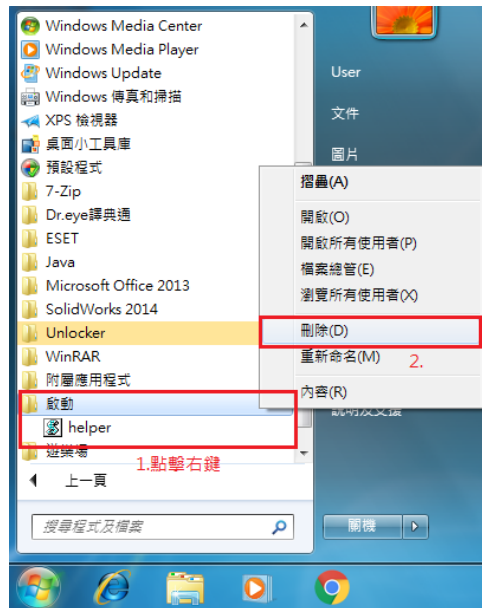 Windows Media Center
Windows Media Player
Windows Update
Windows 傳真和掃描
XPS 檢視器
桌面小工具庫
預設程式
7-Zip
Dr.eye譯典通
ESET
Java
Microsoft Office 2013
SolidWorks 2014
Unlocker
WinRAR
附屬應用程式
啟動
helper
遊樂場
1.點擊右鍵
上一頁
搜尋程式及檔案
User
文件
圖片
摺疊(A)
開啟(O)
開啟所有使用者(P)
檔案總管(E)
瀏覽所有使用者(X)
刪除(D)
重新命名(M)
2.
內容(R)
說明及支援
關機